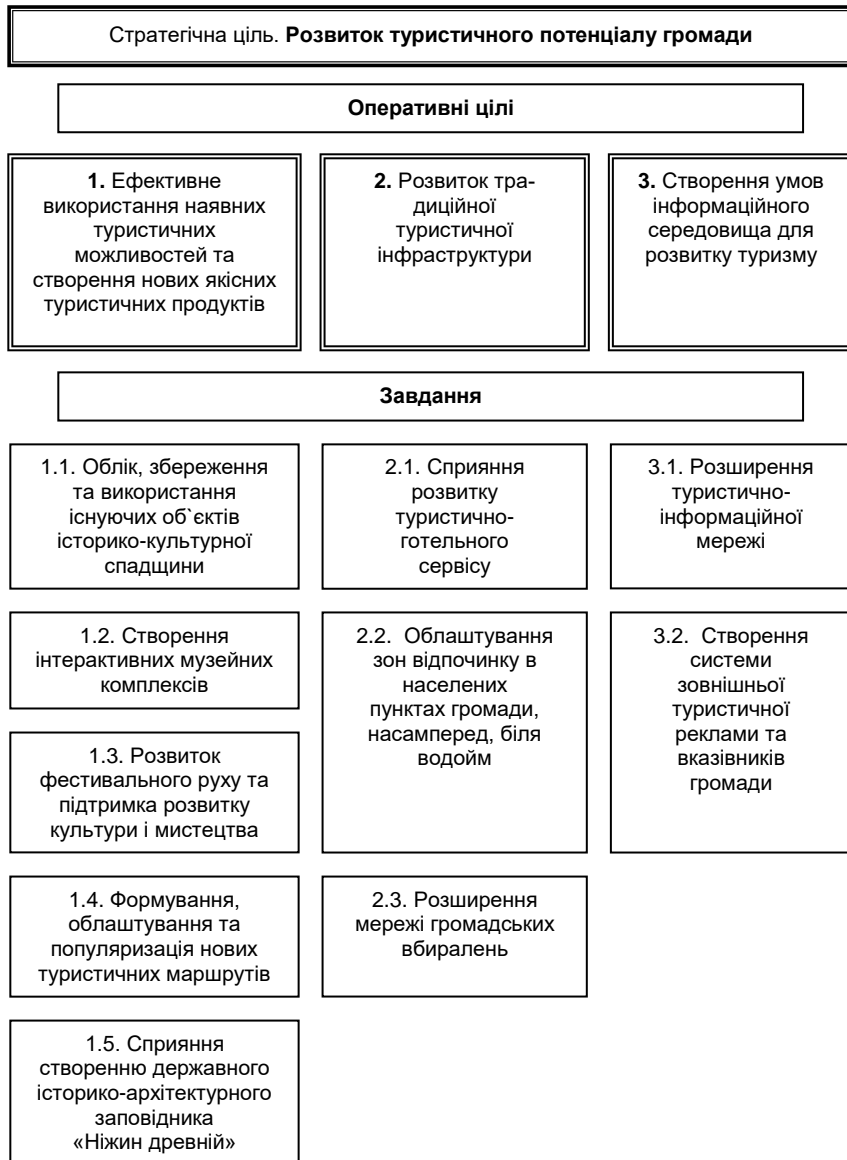 Стратегічна ціль. Розвиток туристичного потенціалу громади
Оперативні цілі
1. Ефективне
використання наявних
туристичних
можливостей та
створення нових якісних
туристичних продуктів
2. Розвиток тра-
диційної
туристичної
інфраструктури
3. Створення умов
інформаційного
середовища для
розвитку туризму
Завдання
1.1. Облік, збереження
та використання
існуючих об`єктів
історико-культурної
спадщини
2.1. Сприяння
розвитку
туристично-
готельного
сервісу
3.1. Розширення
туристично-
інформаційної
мережі
1.2. Створення
інтерактивних музейних
комплексів
2.2. Облаштування
зон відпочинку в
населених
пунктах громади,
насамперед, біля
водойм
3.2. Створення
системи
зовнішньої
туристичної
реклами та
вказівників
громади
1.3. Розвиток
фестивального руху та
підтримка розвитку
культури і мистецтва
1.4. Формування,
облаштування та
популяризація нових
туристичних маршрутів
2.3. Розширення
мережі громадських
вбиралень
1.5. Сприяння
створенню державного
історико-архітектурного
заповідника
«Ніжин древній»